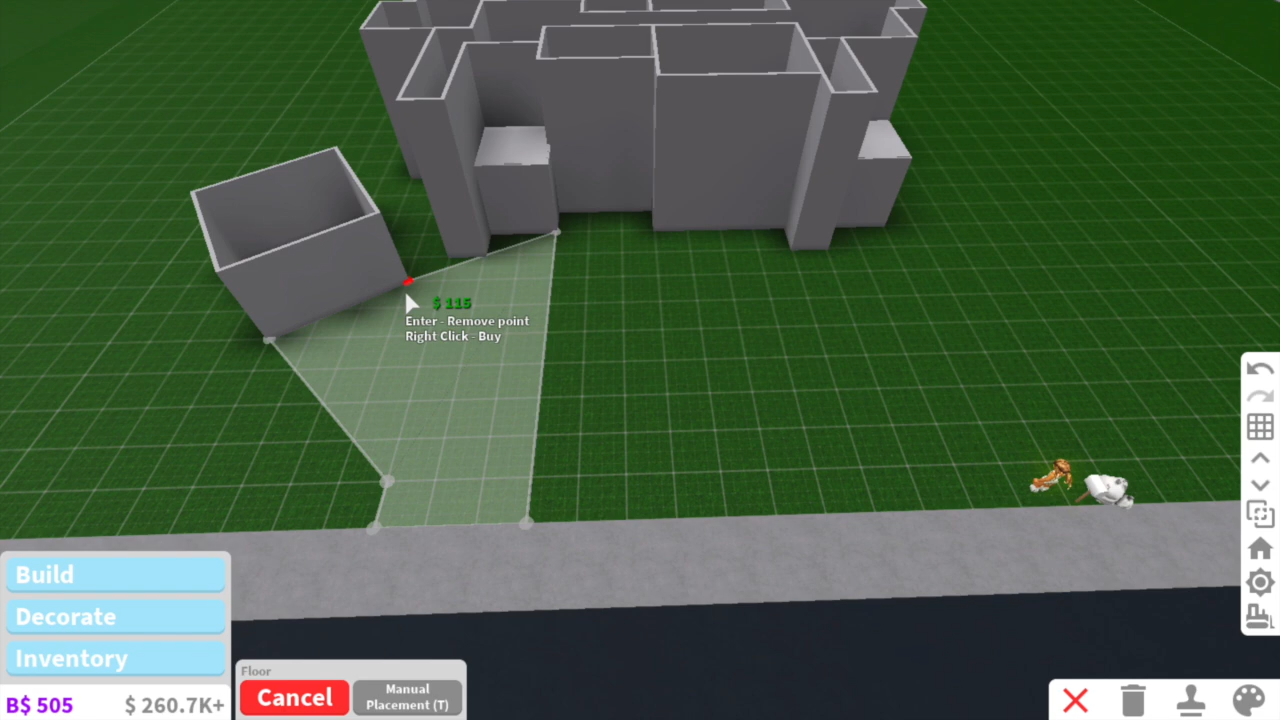 $ 115
Enter - Remove point
Right Click - Buy
Build
Decorate
Inventory
B$ 505
$ 260.7K+
Floor
Cancel
Manual
Placement (T)